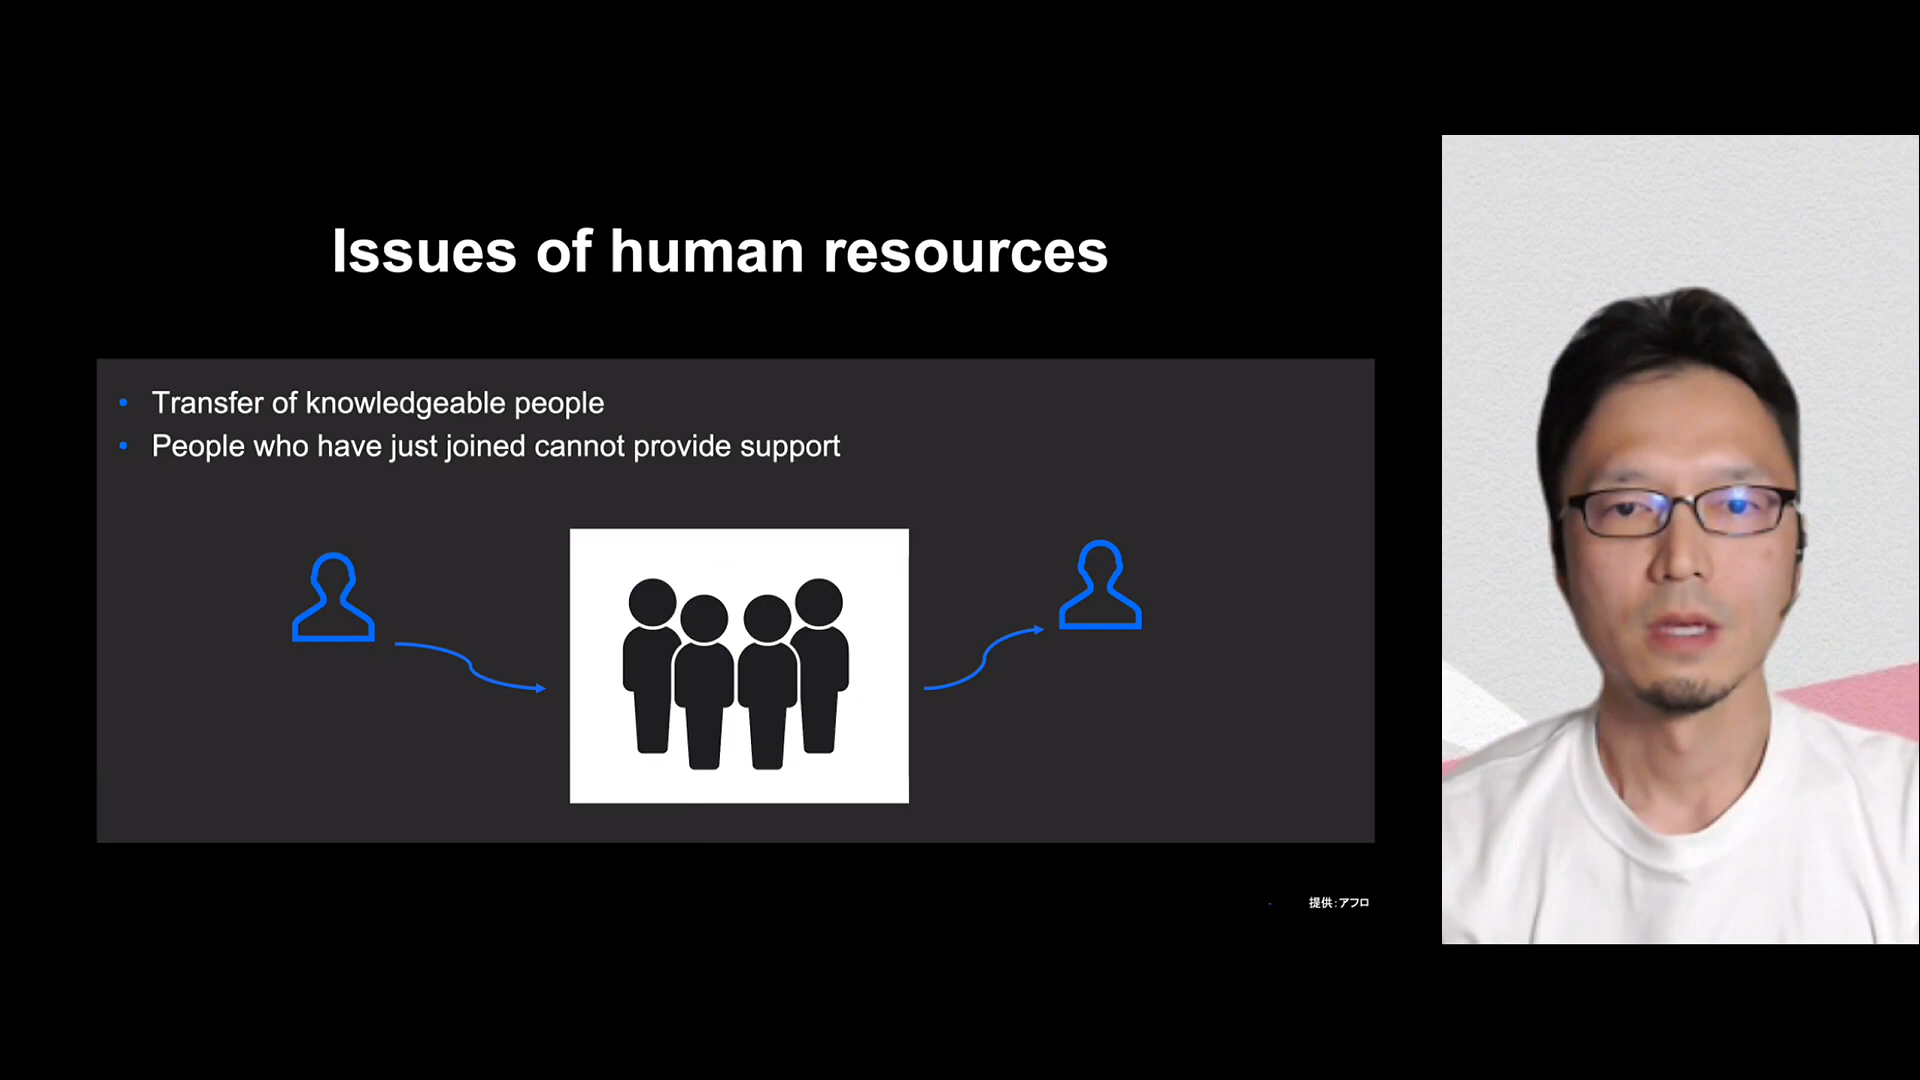 Issues of human resources
• Transfer of knowledgeable people
• People who have just joined cannot provide support
提供：アフロ